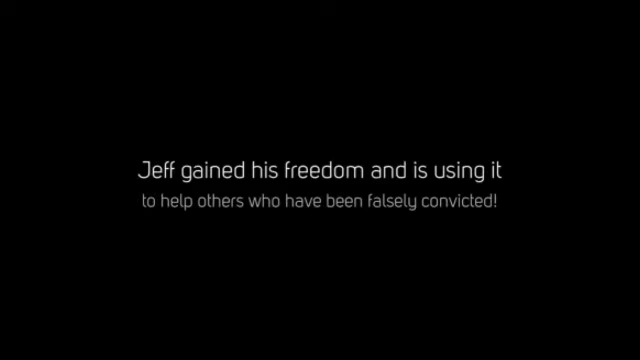 Jeff gained his freedom and is using it
to help others who have been falsely convicted!